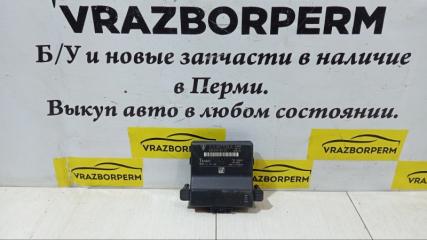 VRAZBORPERM
Б/У и новые запчасти в наличие
в Перми.
Выкуп авто в любом состоянии.
VRAZBORPERM
VRAZBORPERM
VRAZBORPERM